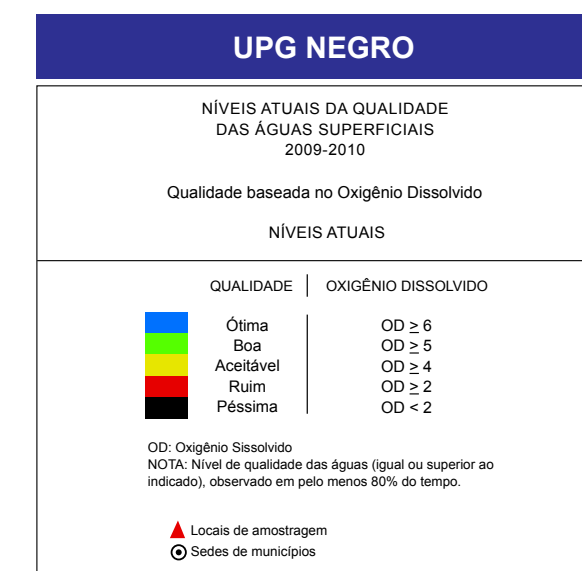 UPG NEGRO
NÍVEIS ATUAIS DA QUALIDADE
DAS ÁGUAS SUPERFICIAIS
2009-2010
Qualidade baseada no Oxigênio Dissolvido
NÍVEIS ATUAIS
QUALIDADE OXIGÊNIO DISSOLVIDO
Ótima OD ≥ 6
Boa OD ≥ 5
Aceitável OD ≥ 4
Ruim OD ≥ 2
Péssima OD < 2
OD: Oxigênio Sissolvido
NOTA: Nível de qualidade das águas (igual ou superior ao
indicado), observado em pelo menos 80% do tempo.
Locais de amostragem
Sedes de municípios